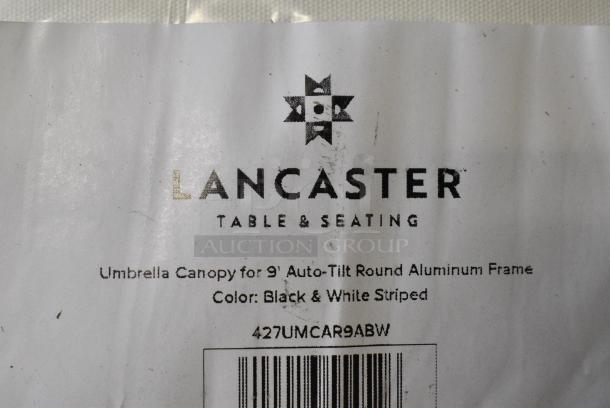 LANCASTER
TABLE & SEATING
AUCTION GROUP
Umbrella Canopy for 9' Auto-Tilt Round Aluminum Frame
Color: Black & White Striped
427UMCAR9ABW